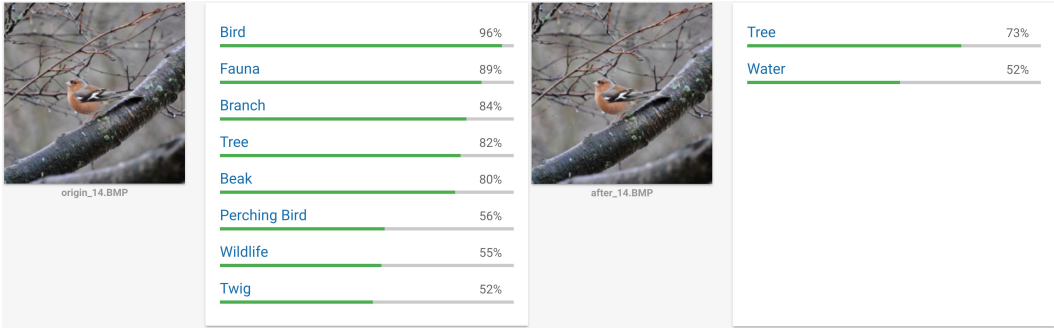 Bird 96%
Fauna 89%
Branch 84%
Tree 82%
Beak 80%
Perching Bird 56%
Wildlife 55%
Twig 52%
origin_14.BMP
Tree 73%
Water 52%
after_14.BMP